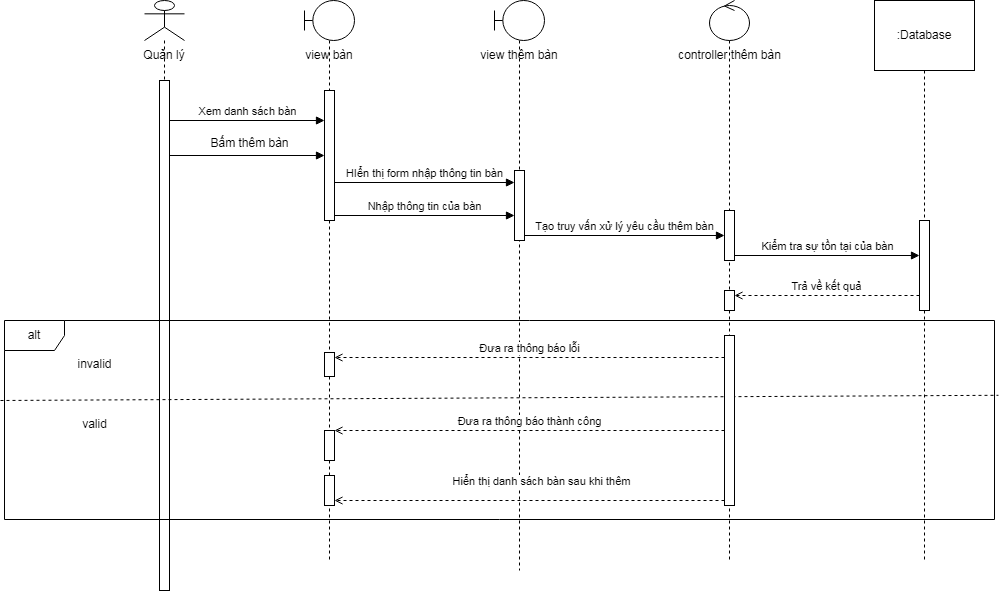 Quản lý
view bàn
view thêm bàn
controller thêm bàn
:Database
Xem danh sách bàn
Bấm thêm bàn
HIển thị form nhập thông tin bàn
Nhập thông tin của bàn
Tạo truy vấn xử lý yêu cầu thêm bàn
Kiểm tra sự tồn tại của bàn
Trả về kết quả
alt
Đưa ra thông báo lỗi
invalid
Đưa ra thông báo thành công
valid
Hiển thị danh sách bàn sau khi thêm